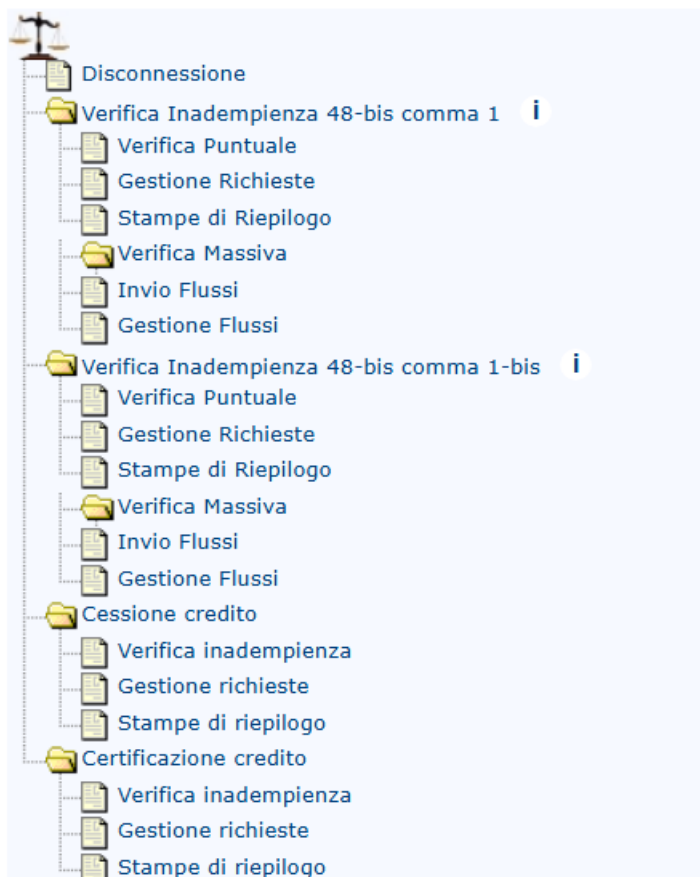 Disconnessione
Verifica Inadempienza 48-bis comma 1 i
Verifica Puntuale
Gestione Richieste
Stampe di Riepilogo
Verifica Massiva
Invio Flussi
Gestione Flussi
Verifica Inadempienza 48-bis comma 1-bis i
Verifica Puntuale
Gestione Richieste
Stampe di Riepilogo
Verifica Massiva
Invio Flussi
Gestione Flussi
Cessione credito
Verifica inadempienza
Gestione richieste
Stampe di riepilogo
Certificazione credito
Verifica inadempienza
Gestione richieste
Stampe di riepilogo